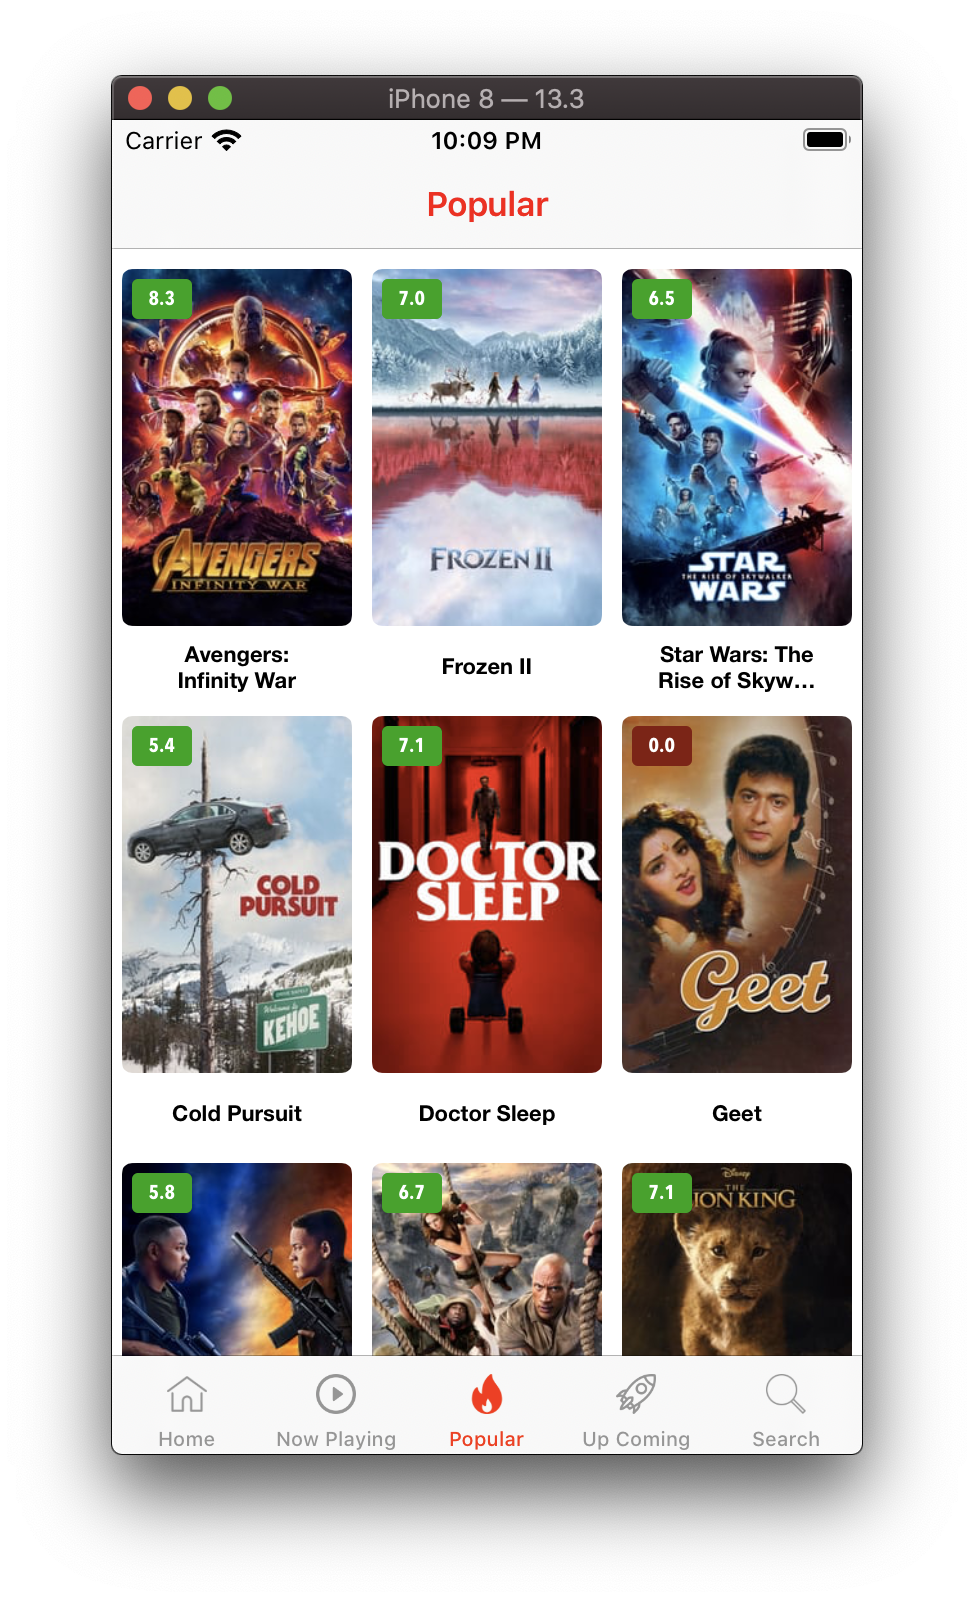 iPhone 8 — 13.3
Carrier
10:09 PM
Popular
8.3
7.0
6.5
AVENGERS
INFINITY WAR
FROZEN II
STAR
THE RISE OF SKYWALKER
WARS
Avengers:
Infinity War
Frozen II
Star Wars: The
Rise of Skyw...
5.4
7.1
0.0
COLD
PURSUIT
Welcome to
KEHOE
DOCTOR
SLEEP
Geet
Cold Pursuit
Doctor Sleep
Geet
5.8
6.7
7.1
Disney
THE
ION KING
Home
Now Playing
Popular
Up Coming
Search